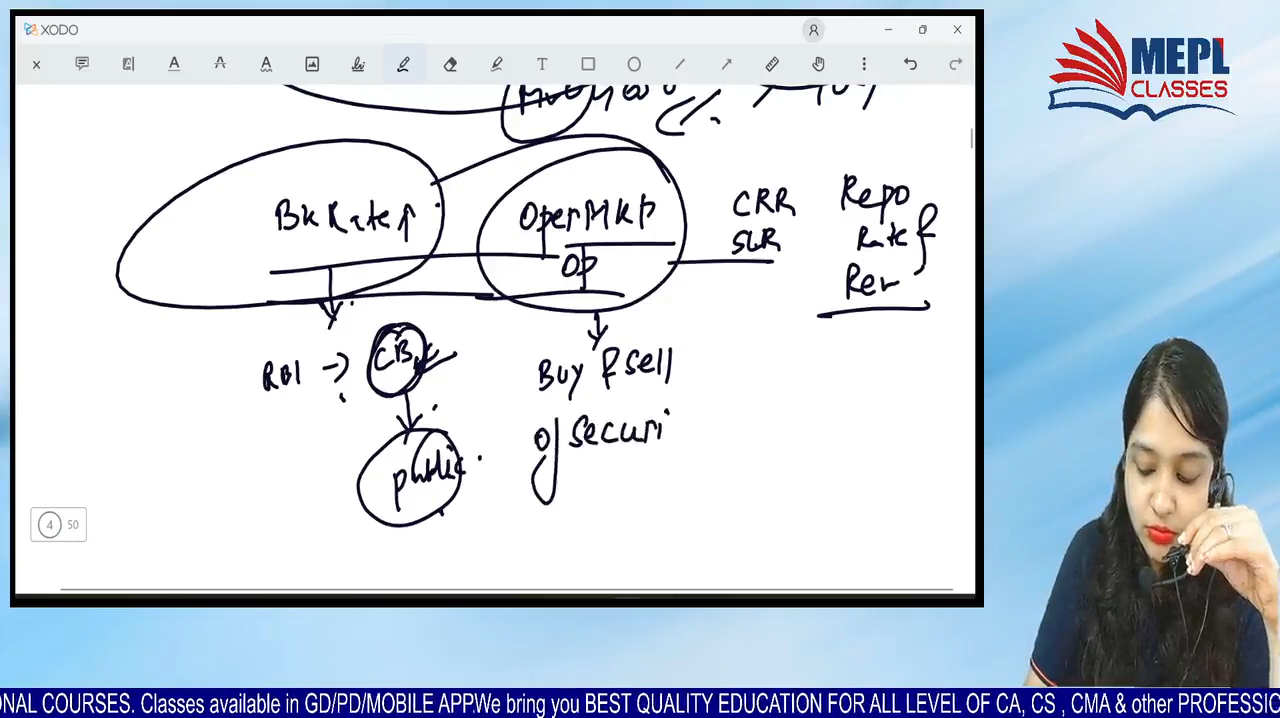 XODO
MEPL
CLASSES
Bk Rate
Open Mkt
Op
CRR
SLR
Repo
Rate &
Rev
RBI
CB
public
Buy & Sell
of securi
4 50
ONAL COURSES. Classes available in GD/PD/MOBILE APP.We bring you BEST QUALITY EDUCATION FOR ALL LEVEL OF CA, CS , CMA & other PROFESSIO